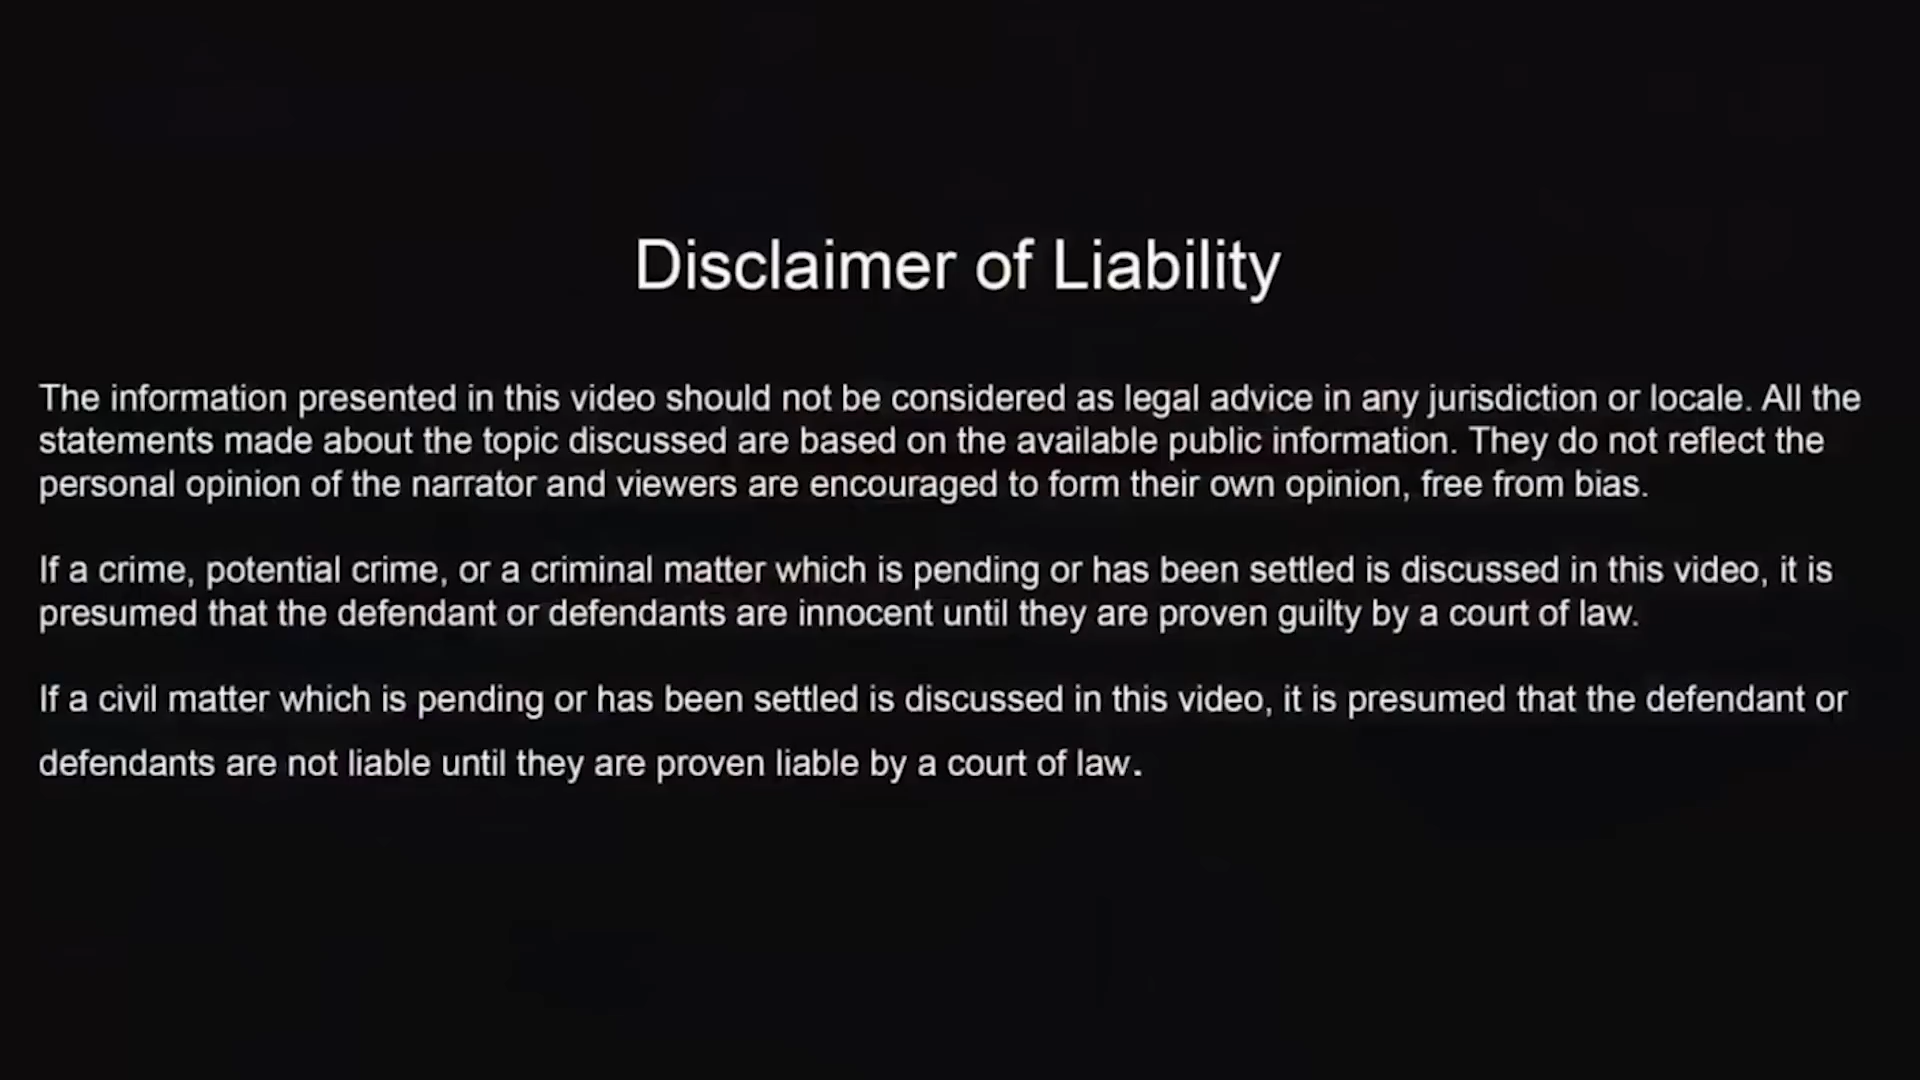 Disclaimer of Liability
The information presented in this video should not be considered as legal advice in any jurisdiction or locale. All the
statements made about the topic discussed are based on the available public information. They do not reflect the
personal opinion of the narrator and viewers are encouraged to form their own opinion, free from bias.
If a crime, potential crime, or a criminal matter which is pending or has been settled is discussed in this video, it is
presumed that the defendant or defendants are innocent until they are proven guilty by a court of law.
If a civil matter which is pending or has been settled is discussed in this video, it is presumed that the defendant or
defendants are not liable until they are proven liable by a court of law.